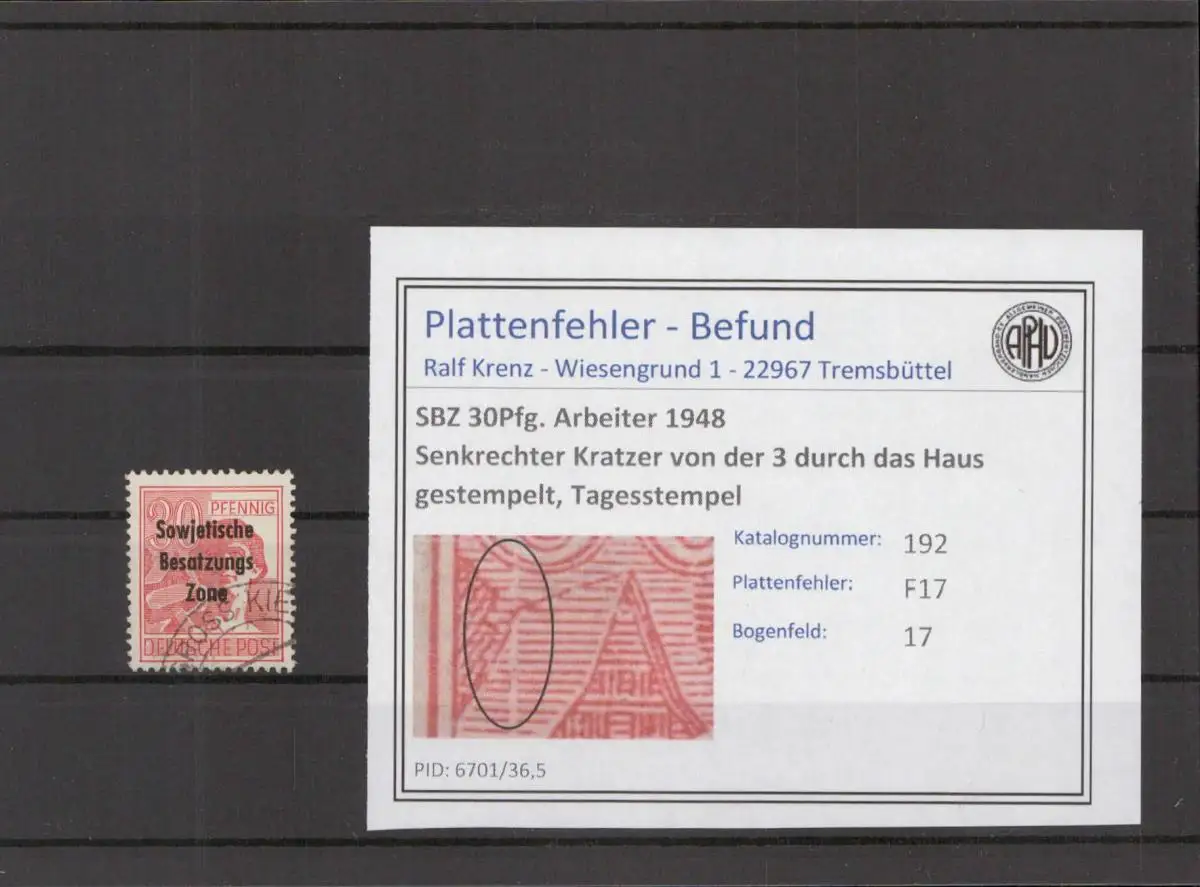 30 PFENNIG
Sowjetische
Besatzungs
Zone
GROSS KIE
DEUTSCHE POST
Plattenfehler - Befund
Ralf Krenz - Wiesengrund 1 - 22967 Tremsbüttel
APHV
SBZ 30Pfg. Arbeiter 1948
Senkrechter Kratzer von der 3 durch das Haus
gestempelt, Tagesstempel
Katalognummer: 192
Plattenfehler: F17
Bogenfeld: 17
PID: 6701/36,5